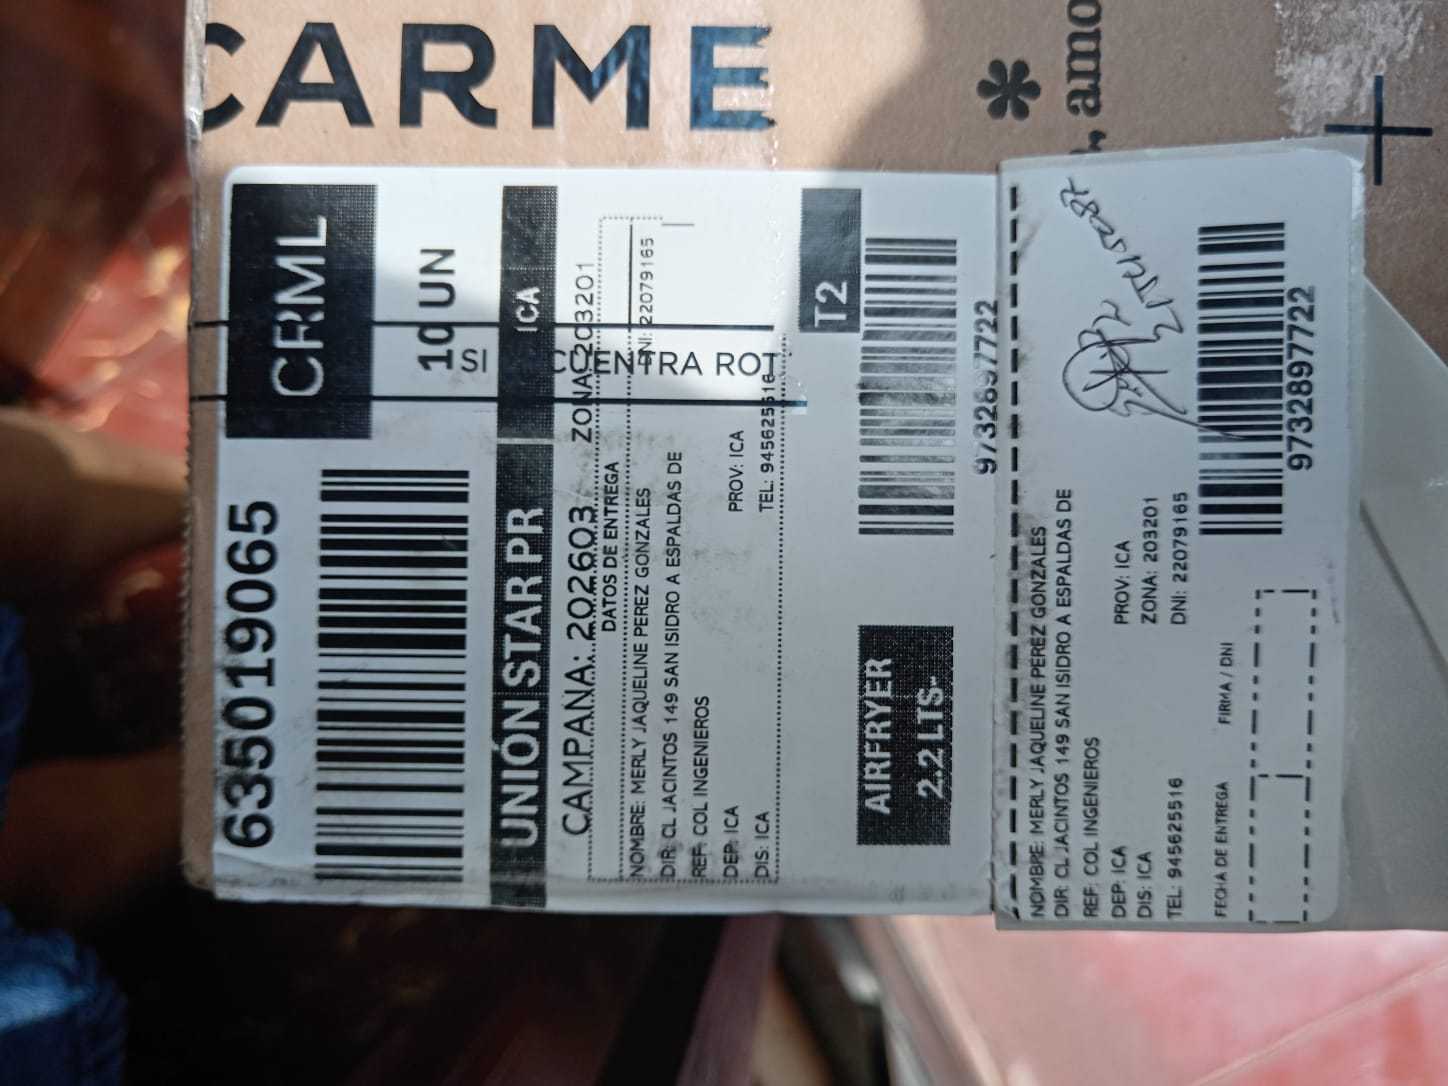 CARME
*
, amo
635019065
CRML
10 UN
UNIÓN STAR PR
ICA
CAMPAÑA: 202603
ZONA: 203201
DATOS DE ENTREGA
NOMBRE: MERLY JAQUELINE PEREZ GONZALES
DNI: 22079165
DIR: CL JACINTOS 149 SAN ISIDRO A ESPALDAS DE
REF: COL INGENIEROS
DEP: ICA
PROV: ICA
DIS: ICA
TEL: 945625516
SI
CUENTRA ROT
T2
AIRFRYER
2.2 LTS-
9732897722
NOMBRE: MERLY JAQUELINE PEREZ GONZALES
DIR: CL JACINTOS 149 SAN ISIDRO A ESPALDAS DE
REF: COL INGENIEROS
DEP: ICA
PROV: ICA
DIS: ICA
ZONA: 203201
TEL: 945625516
DNI: 22079165
FECHA DE ENTREGA
FIRMA / DNI
9732897722